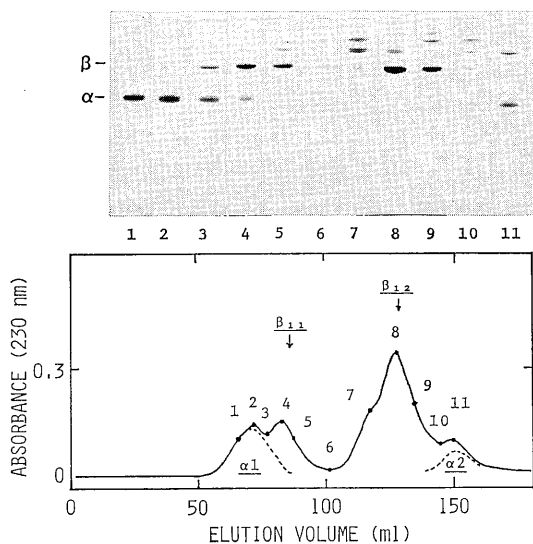 β–
α–
1 2 3 4 5 6 7 8 9 10 11
β₁₁
β₁₂
1 2 3 4 5 6 7 8 9 10 11
α1
α2
ABSORBANCE (230 nm)
0.3
0
0 50 100 150
ELUTION VOLUME (ml)